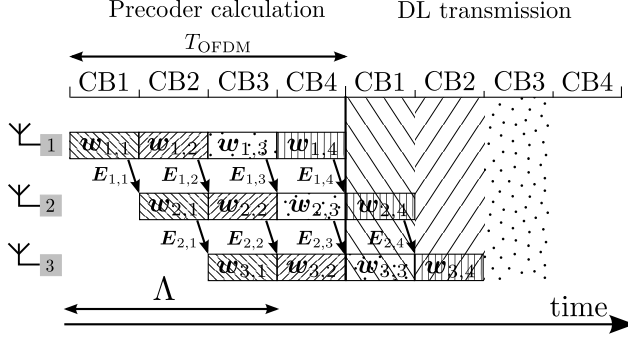 Precoder calculation DL transmission
T_OFDM
CB1 CB2 CB3 CB4 CB1 CB2 CB3 CB4
1 w_{1,1} w_{1,2} w_{1,3} w_{1,4}
E_{1,1} E_{1,2} E_{1,3} E_{1,4}
2 w_{2,1} w_{2,2} w_{2,3} w_{2,4}
E_{2,1} E_{2,2} E_{2,3} E_{2,4}
3 w_{3,1} w_{3,2} w_{3,3} w_{3,4}
Λ
time